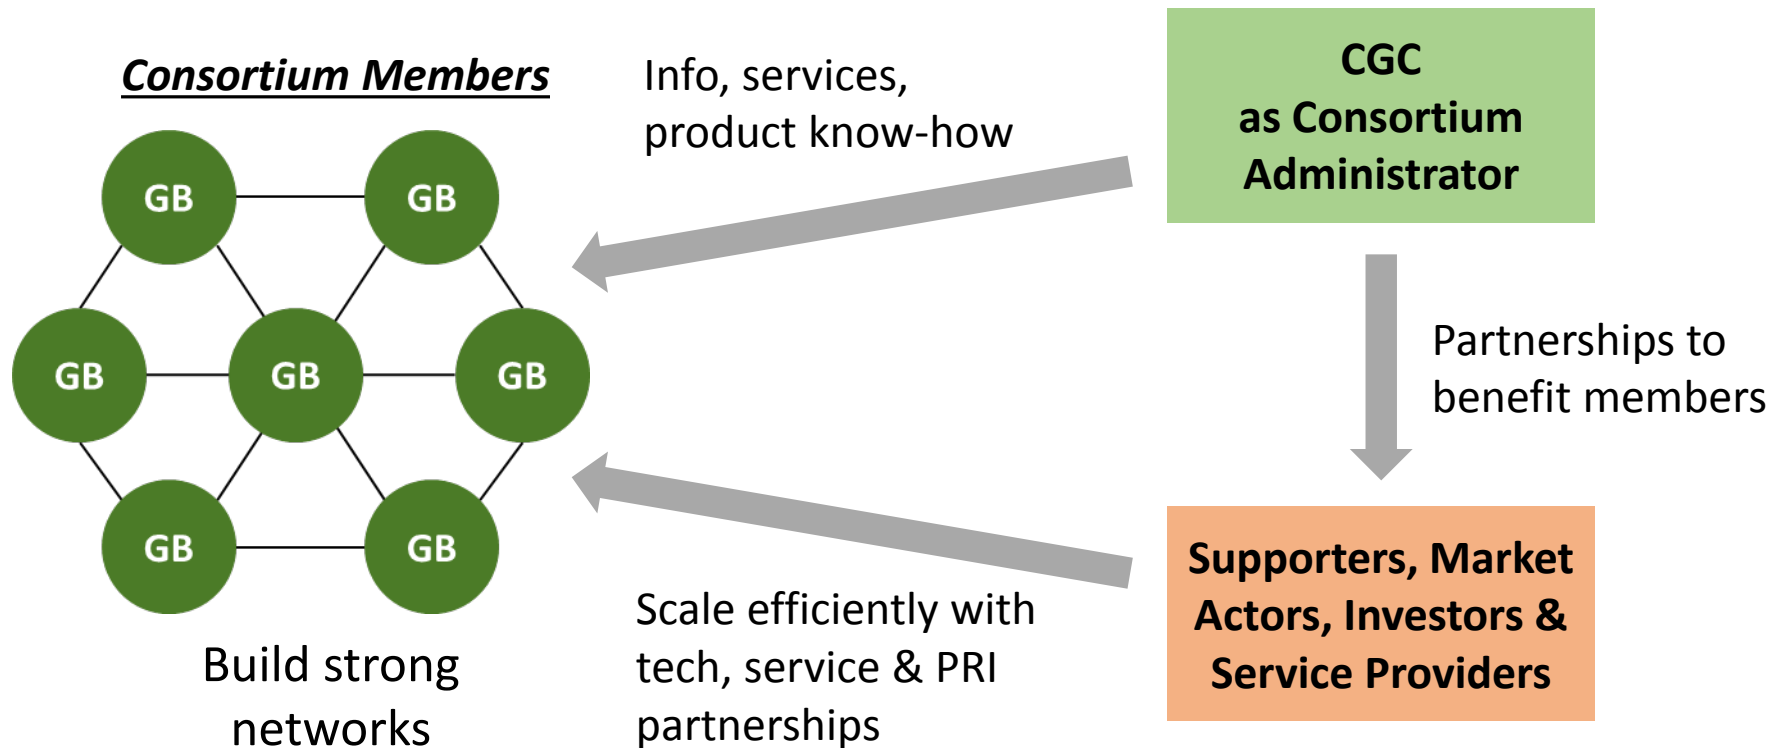 Consortium Members
GB
GB
GB
GB
GB
GB
GB
Build strong
networks
Info, services,
product know-how
Scale efficiently with
tech, service & PRI
partnerships
CGC
as Consortium
Administrator
Partnerships to
benefit members
Supporters, Market
Actors, Investors &
Service Providers